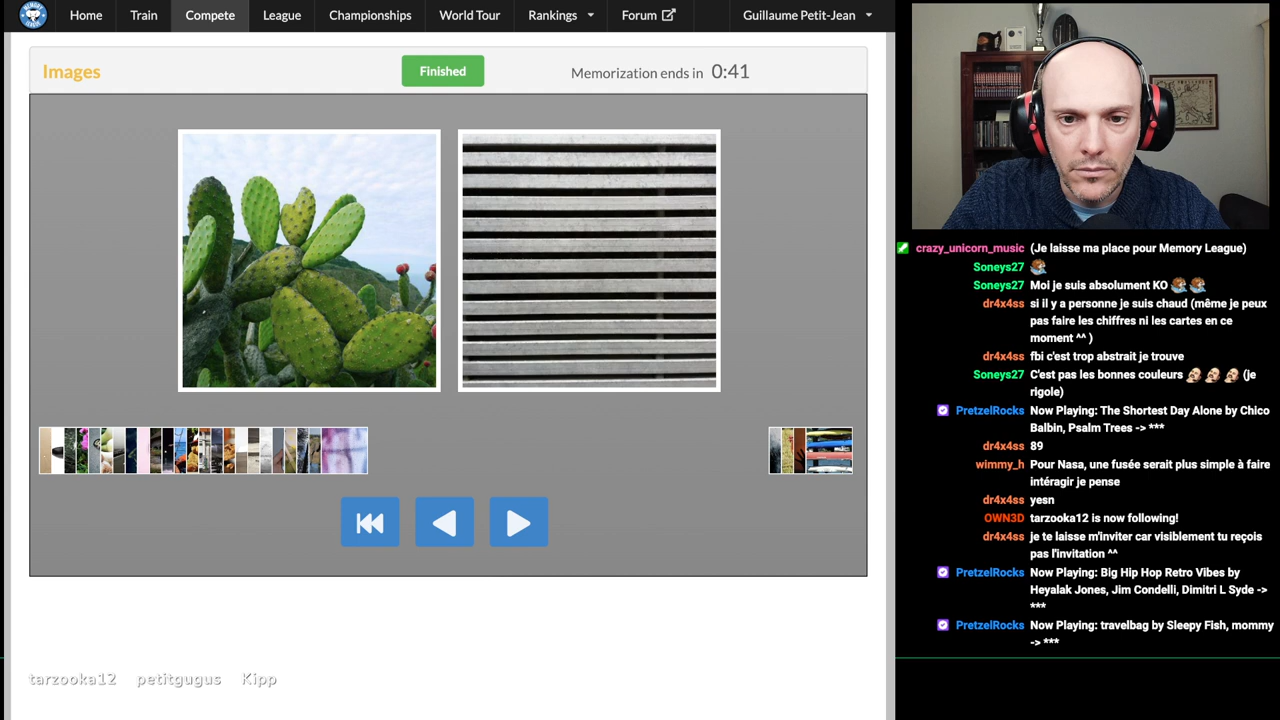 Home Train Compete League Championships World Tour Rankings Forum Guillaume Petit-Jean
Images
Finished
Memorization ends in 0:41
crazy_unicorn_music (Je laisse ma place pour Memory League)
Soneys27
Soneys27 Moi je suis absolument KO
dr4x4ss si il y a personne je suis chaud (même je peux
pas faire les chiffres ni les cartes en ce
moment ^^ )
dr4x4ss fbi c'est trop abstrait je trouve
Soneys27 C'est pas les bonnes couleurs (je
rigole)
PretzelRocks Now Playing: The Shortest Day Alone by Chico
Balbin, Psalm Trees -> ***
dr4x4ss 89
wimmy_h Pour Nasa, une fusée serait plus simple à faire
intéragir je pense
dr4x4ss yesn
OWN3D tarzooka12 is now following!
dr4x4ss je te laisse m'inviter car visiblement tu reçois
pas l'invitation ^^
PretzelRocks Now Playing: Big Hip Hop Retro Vibes by
Heyalak Jones, Jim Condelli, Dimitri L Syde ->
***
PretzelRocks Now Playing: travelbag by Sleepy Fish, mommy
-> ***
tarzooka12 petitgugus Kipp